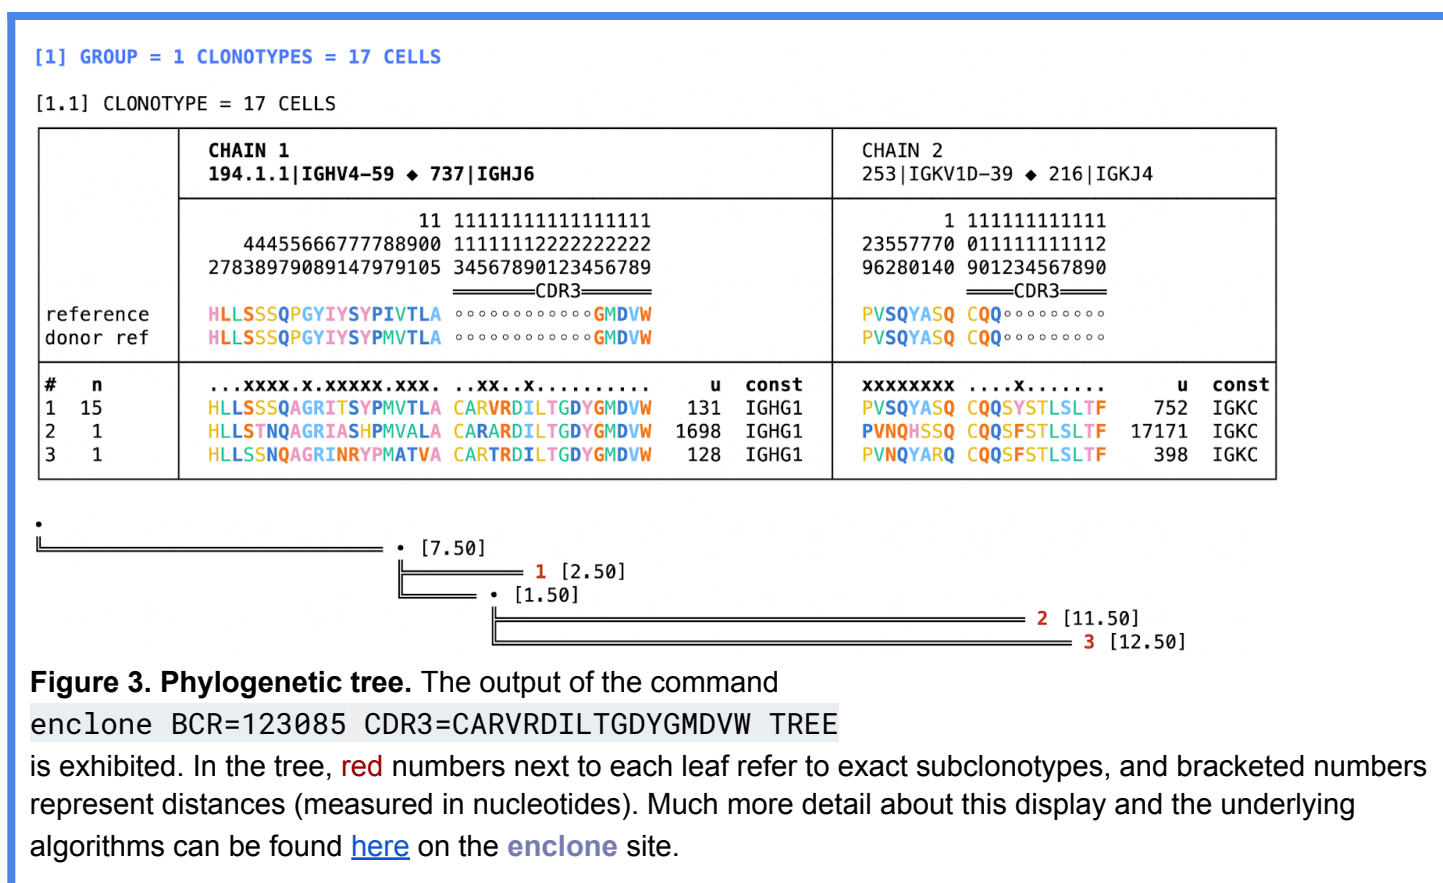 [1] GROUP = 1 CLONOTYPES = 17 CELLS
[1.1] CLONOTYPE = 17 CELLS
CHAIN 1 CHAIN 2
194.1.1|IGHV4-59 ◆ 737|IGHJ6 253|IGKV1D-39 ◆ 216|IGKJ4
11 11111111111111111 1 111111111111
44455666777788900 11111112222222222 23557770 011111111112
27838979089147979105 34567890123456789 96280140 901234567890
═══════CDR3══════ ════CDR3════
reference HLLSSSQPGYIYSYPIVTLA ◦◦◦◦◦◦◦◦◦◦◦◦GMDVW PVSQYASQ CQQ◦◦◦◦◦◦◦◦◦
donor ref HLLSSSQPGYIYSYPMVTLA ◦◦◦◦◦◦◦◦◦◦◦◦GMDVW PVSQYASQ CQQ◦◦◦◦◦◦◦◦◦
# n ...xxxx.x.xxxxx.xxx. ..xx..x.......... u const xxxxxxxx ....x....... u const
1 15 HLLSSSQAGRITSYPMVTLA CARVRDILTGDYGMDVW 131 IGHG1 PVSQYASQ CQQSYSTLSLTF 752 IGKC
2 1 HLLSTNQAGRIASHPMVALA CARARDILTGDYGMDVW 1698 IGHG1 PVNQHSSQ CQQSFSTLSLTF 17171 IGKC
3 1 HLLSSNQAGRINRYPMATVA CARTRDILTGDYGMDVW 128 IGHG1 PVNQYARQ CQQSFSTLSLTF 398 IGKC
• [7.50]
1 [2.50]
• [1.50]
2 [11.50]
3 [12.50]
Figure 3. Phylogenetic tree. The output of the command
enclone BCR=123085 CDR3=CARVRDILTGDYGMDVW TREE
is exhibited. In the tree, red numbers next to each leaf refer to exact subclonotypes, and bracketed numbers
represent distances (measured in nucleotides). Much more detail about this display and the underlying
algorithms can be found here on the enclone site.